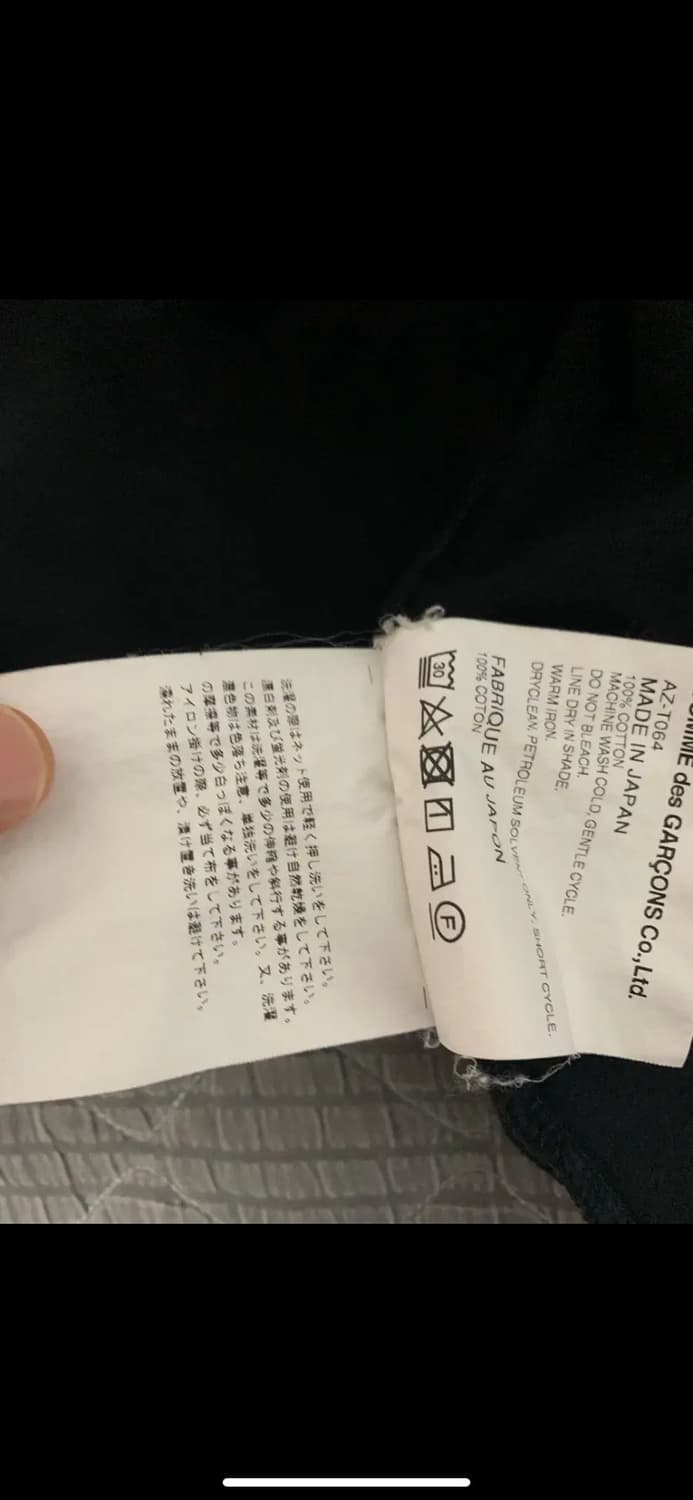 des GARÇONS Co.,Ltd.
AZ-T064
MADE IN JAPAN
100% COTTON
MACHINE WASH COLD, GENTLE CYCLE.
DO NOT BLEACH.
LINE DRY IN SHADE,
WARM IRON.
DRYCLEAN, PETROLEUM SOLVENT ONLY. SHORT CYCLE.
FABRIQUE AU JAPON
100% COTON
30
F
洗濯の際はネット使用で軽く押し洗いをして下さい。
漂白剤及び蛍光剤の使用は避け自然乾燥をして下さい。
この素材は洗濯等で多少の伸縮や斜行する事があります。
濃色物は色落ち注意、単独洗いをして下さい。又、洗濯
の摩擦等で多少白っぽくなる事があります。
アイロン掛けの際、必ず当て布をして下さい。
濡れたままの放置や、漬け置き洗いは避けて下さい。